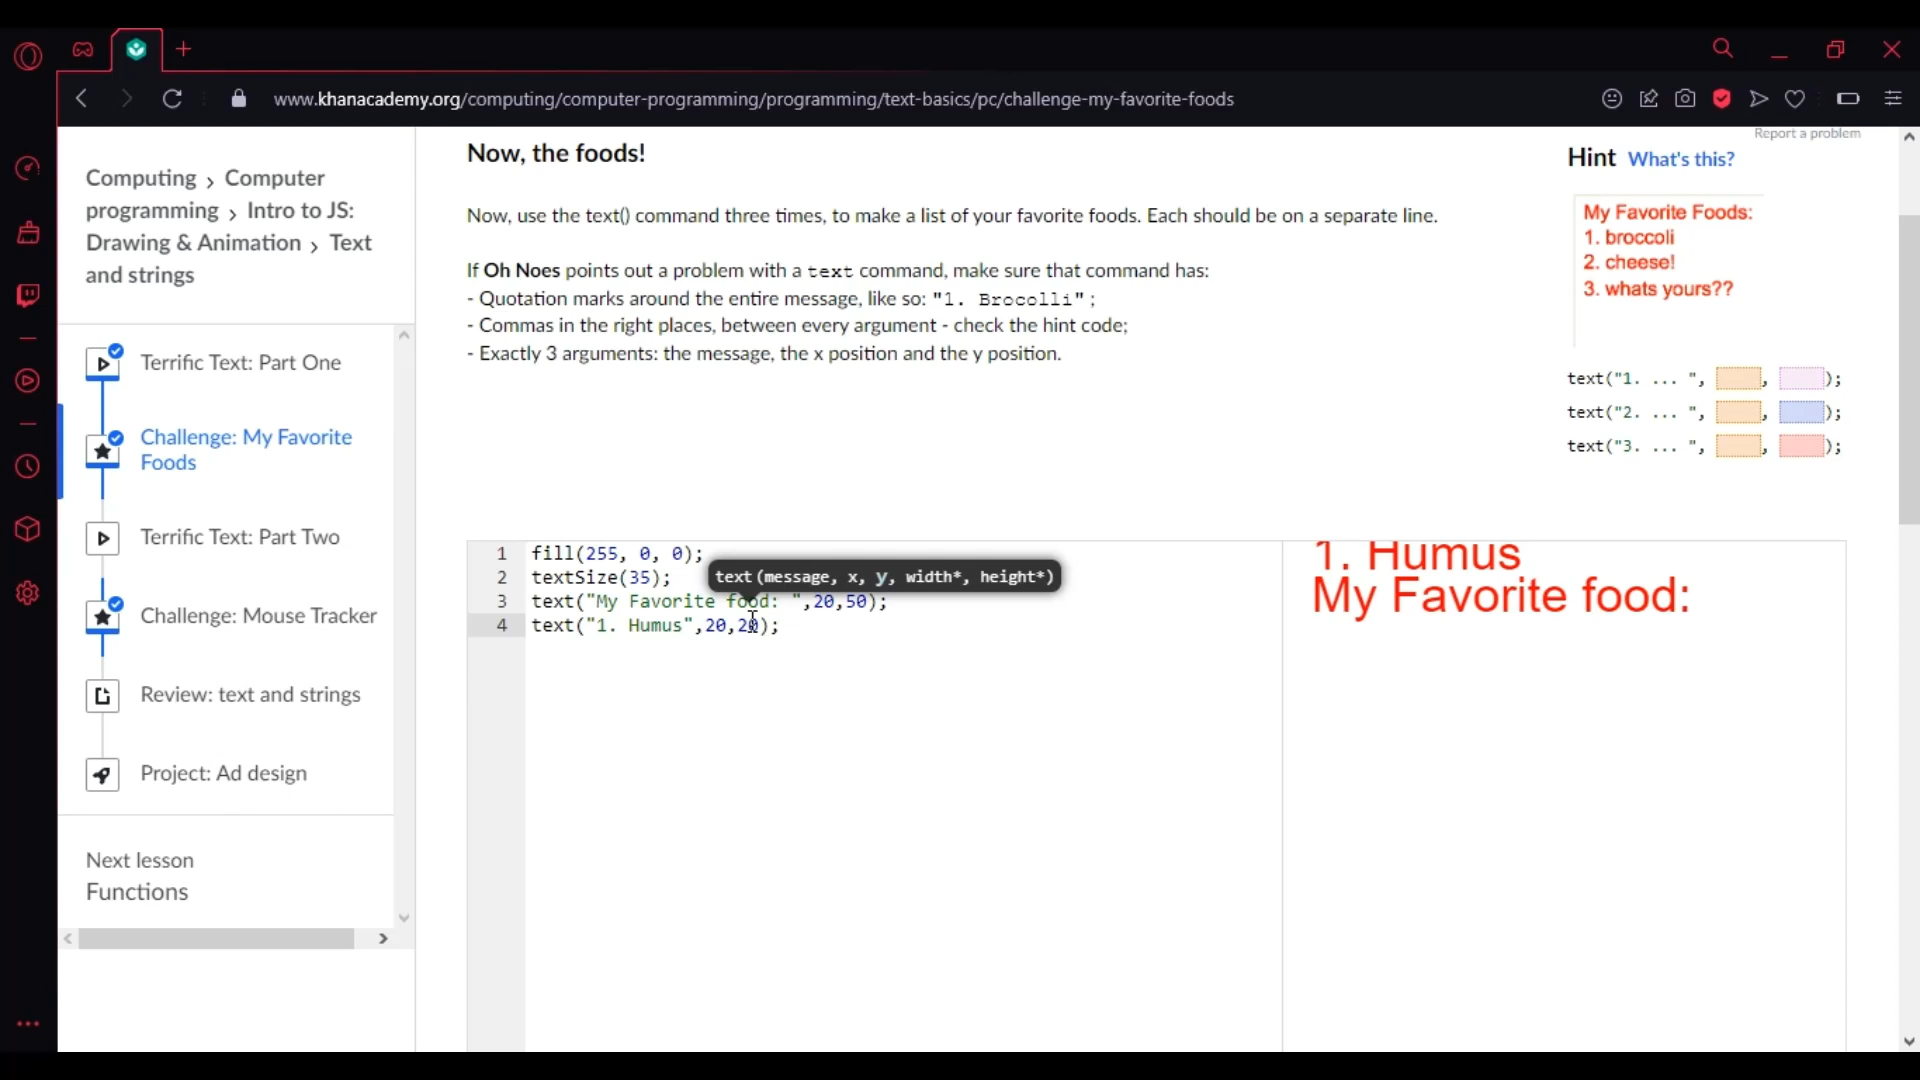 www.khanacademy.org/computing/computer-programming/programming/text-basics/pc/challenge-my-favorite-foods
Computing › Computer
programming › Intro to JS:
Drawing & Animation › Text
and strings
Terrific Text: Part One
Challenge: My Favorite
Foods
Terrific Text: Part Two
Challenge: Mouse Tracker
Review: text and strings
Project: Ad design
Next lesson
Functions
Now, the foods!
Now, use the text() command three times, to make a list of your favorite foods. Each should be on a separate line.
If Oh Noes points out a problem with a text command, make sure that command has:
- Quotation marks around the entire message, like so: "1. Brocolli" ;
- Commas in the right places, between every argument - check the hint code;
- Exactly 3 arguments: the message, the x position and the y position.
Report a problem
Hint What's this?
My Favorite Foods:
1. broccoli
2. cheese!
3. whats yours??
text("1. ... ", , );
text("2. ... ", , );
text("3. ... ", , );
1 fill(255, 0, 0);
2 textSize(35);
text(message, x, y, width*, height*)
3 text("My Favorite food: ",20,50);
4 text("1. Humus",20,20);
1. Humus
My Favorite food: